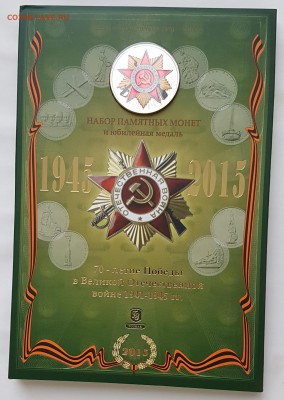 НАБОР ПАМЯТНЫХ МОНЕТ
и юбилейная медаль
1945 2015
ОТЕЧЕСТВЕННАЯ ВОЙНА
70-летие Победы
в Великой Отечественной
войне 1941-1945 гг.
2015